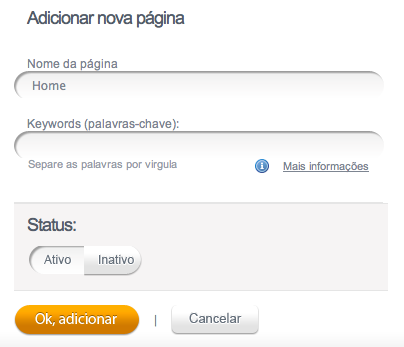 Adicionar nova página
Nome da página
Home
Keywords (palavras-chave):
Separe as palavras por virgula
Mais informações
Status:
Ativo Inativo
Ok, adicionar | Cancelar